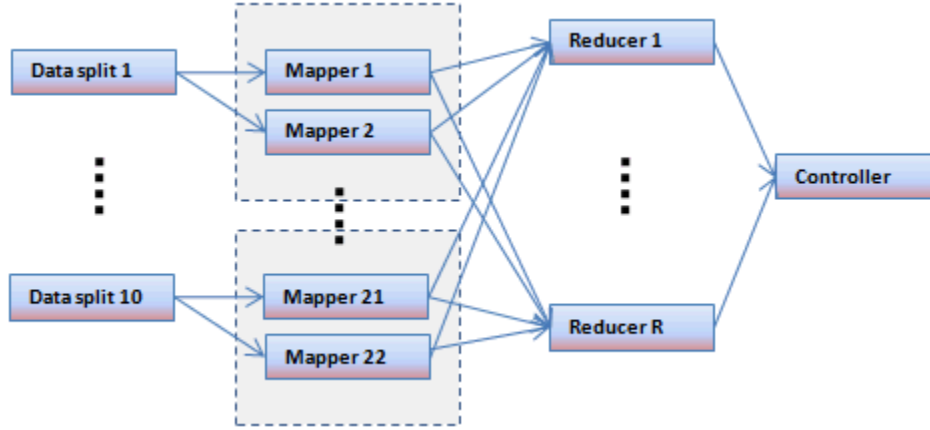 Data split 1
Mapper 1
Mapper 2
Reducer 1
Controller
Data split 10
Mapper 21
Mapper 22
Reducer R